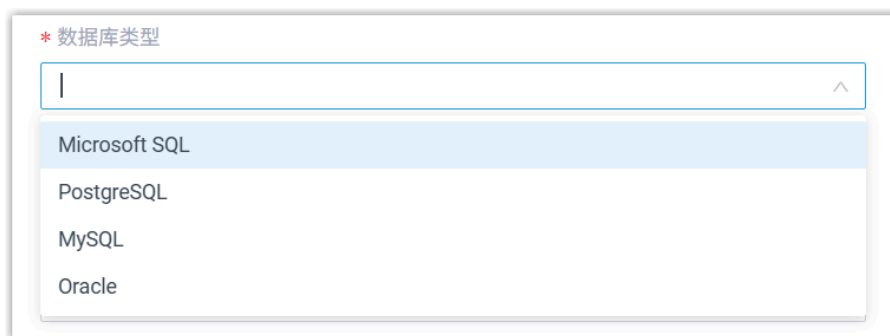 * 数据库类型
Microsoft SQL
PostgreSQL
MySQL
Oracle